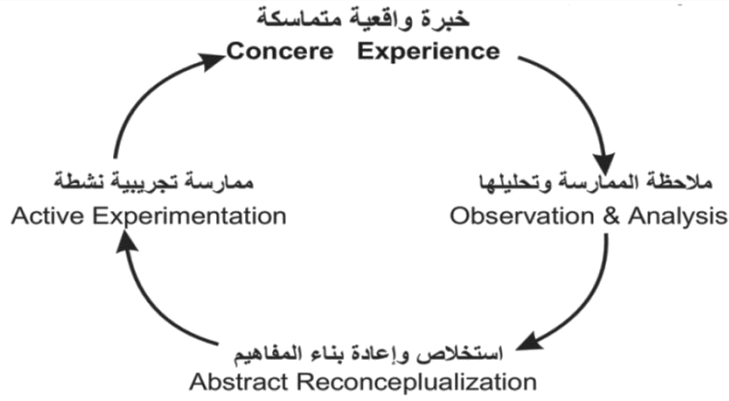 خبرة واقعية متماسكة
Concere Experience
ملاحظة الممارسة وتحليلها
Observation & Analysis
استخلاص وإعادة بناء المفاهيم
Abstract Reconceplualization
ممارسة تجريبية نشطة
Active Experimentation